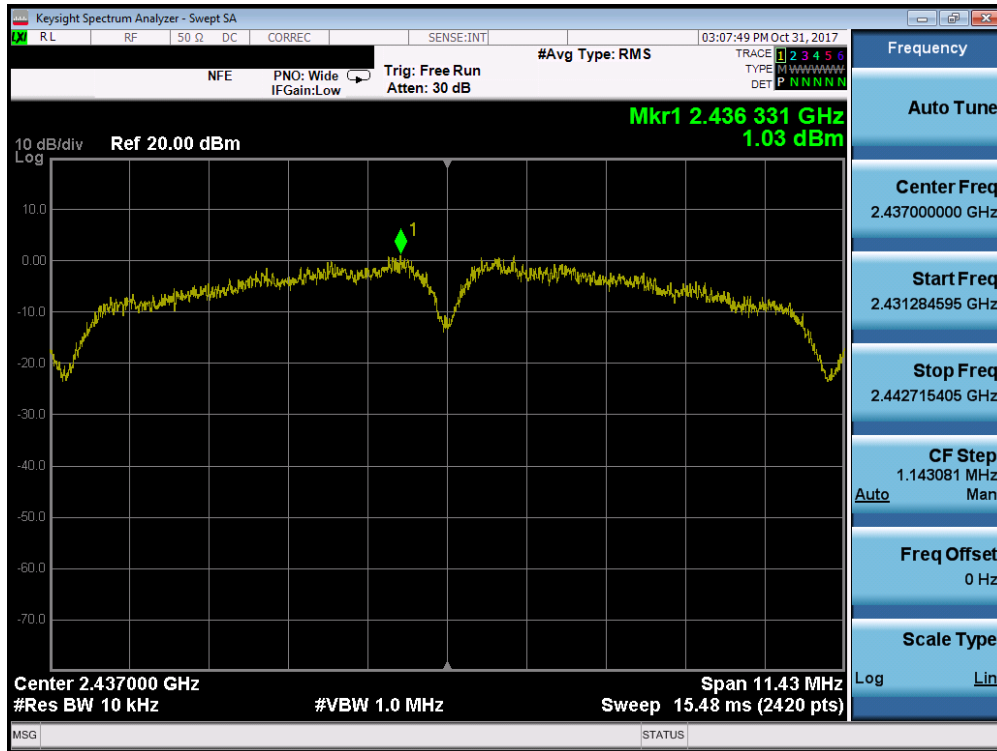 Keysight Spectrum Analyzer - Swept SA
LXI RL RF 50 Ω DC CORREC SENSE:INT 03:07:49 PM Oct 31, 2017
NFE PNO: Wide IFGain:Low Trig: Free Run Atten: 30 dB #Avg Type: RMS
TRACE 1 2 3 4 5 6
TYPE M WWWWW
DET P N N N N N
Mkr1 2.436 331 GHz
1.03 dBm
10 dB/div Ref 20.00 dBm
Log
10.0
1
0.00
-10.0
-20.0
-30.0
-40.0
-50.0
-60.0
-70.0
Center 2.437000 GHz Span 11.43 MHz
#Res BW 10 kHz #VBW 1.0 MHz Sweep 15.48 ms (2420 pts)
MSG STATUS
Frequency
Auto Tune
Center Freq
2.437000000 GHz
Start Freq
2.431284595 GHz
Stop Freq
2.442715405 GHz
CF Step
1.143081 MHz
Auto Man
Freq Offset
0 Hz
Scale Type
Log Lin